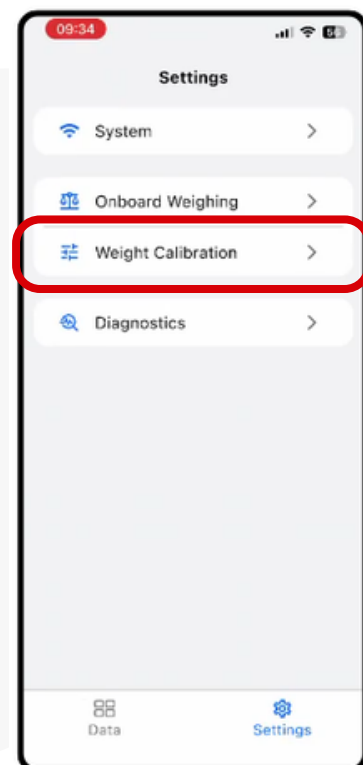 09:34
Settings
System
Onboard Weighing
Weight Calibration
Diagnostics
Data
Settings